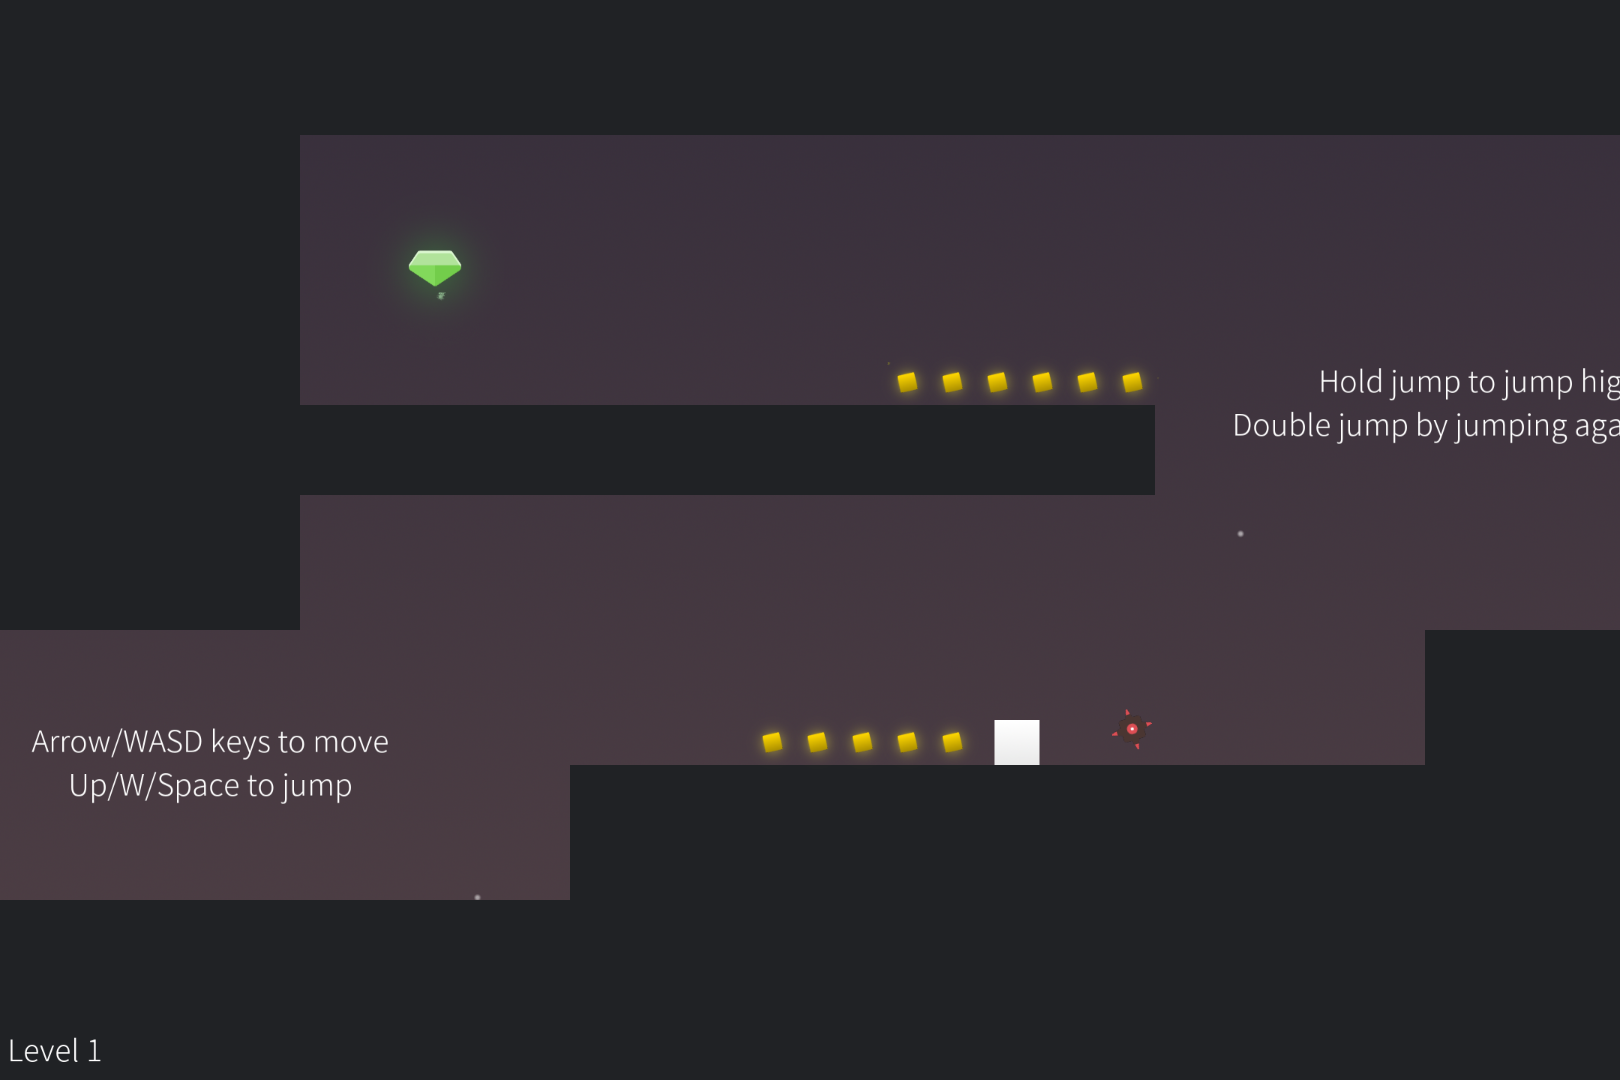 Hold jump to jump hig
Double jump by jumping aga
Arrow/WASD keys to move
Up/W/Space to jump
Level 1